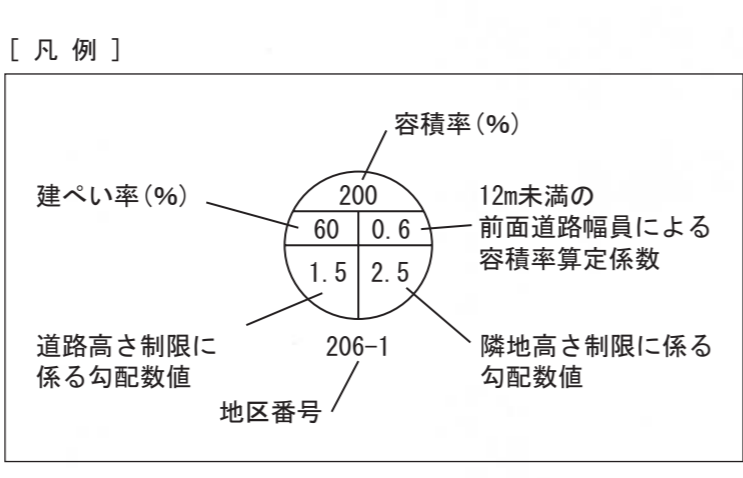 [ 凡 例 ]
容積率(%)
建ぺい率(%)
200
60
0.6
1.5
2.5
12m未満の
前面道路幅員による
容積率算定係数
道路高さ制限に
係る勾配数値
206-1
隣地高さ制限に係る
勾配数値
地区番号